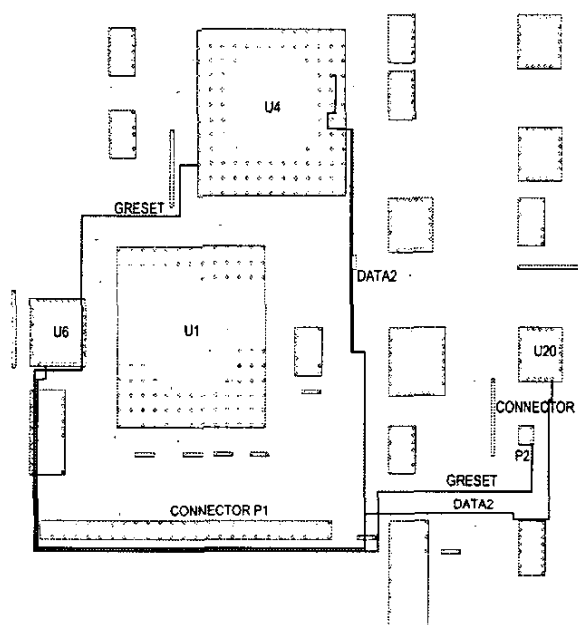 U4
GRESET
DATA2
U6
U1
U20
CONNECTOR
P2
GRESET
DATA2
CONNECTOR P1